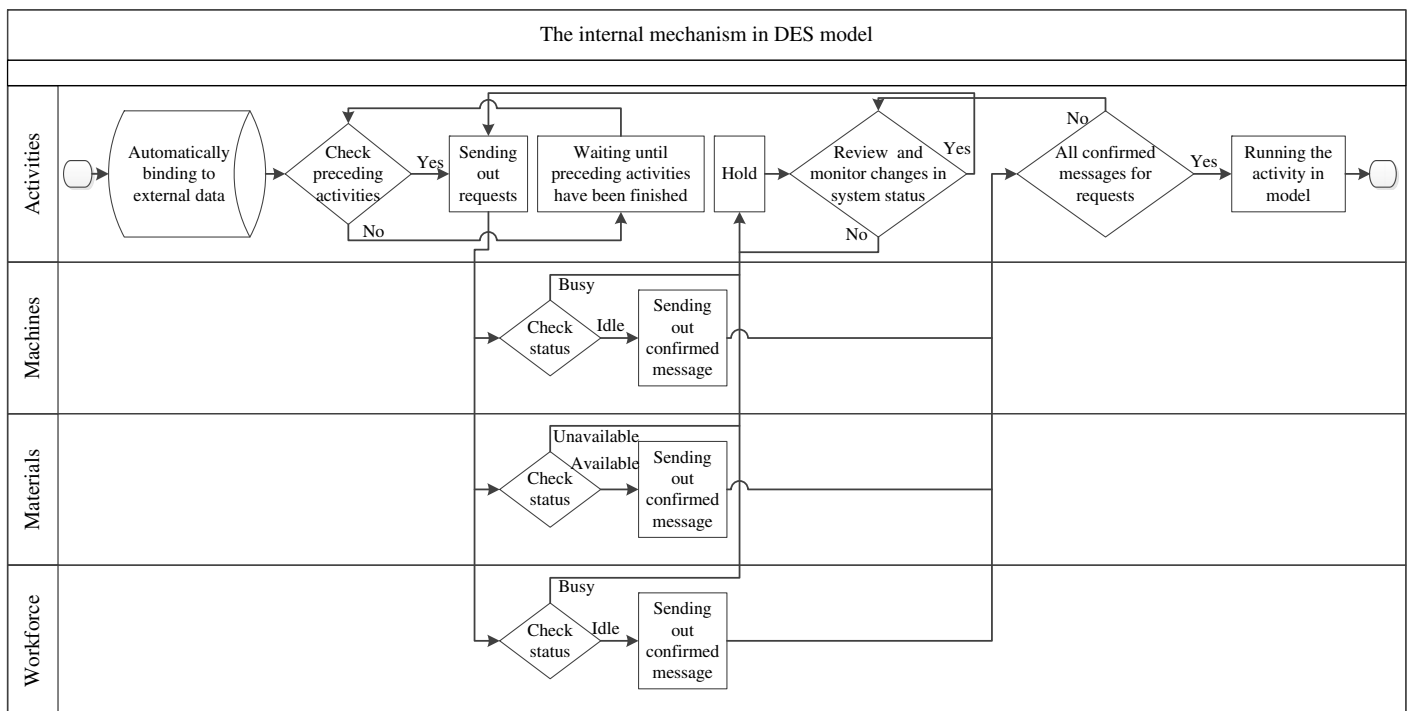 The internal mechanism in DES model
Activities
Automatically
binding to
external data
Check
preceding
activities
Yes
No
Sending
out
requests
Waiting until
preceding activities
have been finished
Hold
Review and
monitor changes in
system status
Yes
No
All confirmed
messages for
requests
No
Yes
Running the
activity in
model
Machines
Busy
Check
status
Idle
Sending
out
confirmed
message
Materials
Unavailable
Available
Check
status
Sending
out
confirmed
message
Workforce
Busy
Check
status
Idle
Sending
out
confirmed
message